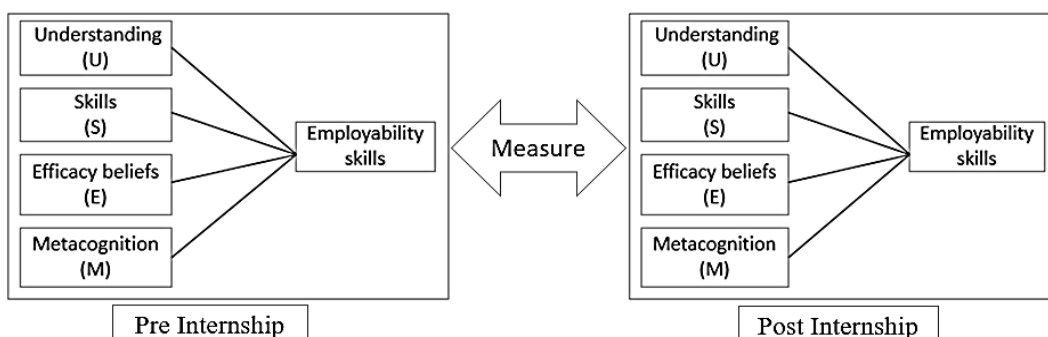 Understanding
(U)
Skills
(S)
Efficacy beliefs
(E)
Metacognition
(M)
Employability
skills
Pre Internship
Measure
Understanding
(U)
Skills
(S)
Efficacy beliefs
(E)
Metacognition
(M)
Employability
skills
Post Internship